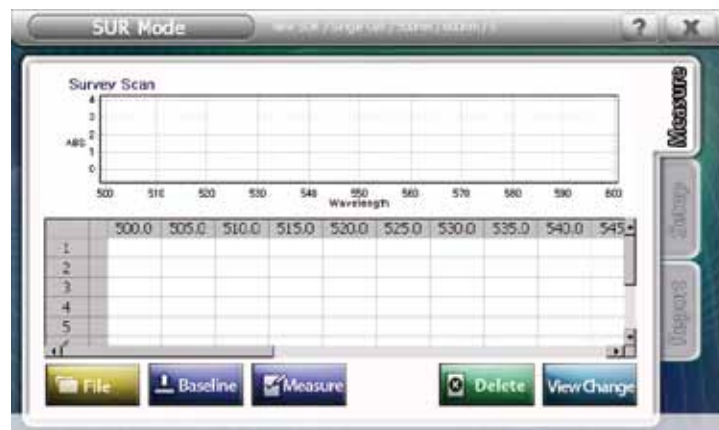 SUR Mode
? X
Survey Scan
Measure
4
3
ABS 2
1
0
500 510 520 530 540 550 560 570 580 590 600
Wavelength
Setup
500.0 505.0 510.0 515.0 520.0 525.0 530.0 535.0 540.0 545
1
2
3
4
5
Report
File Baseline Measure Delete View Change